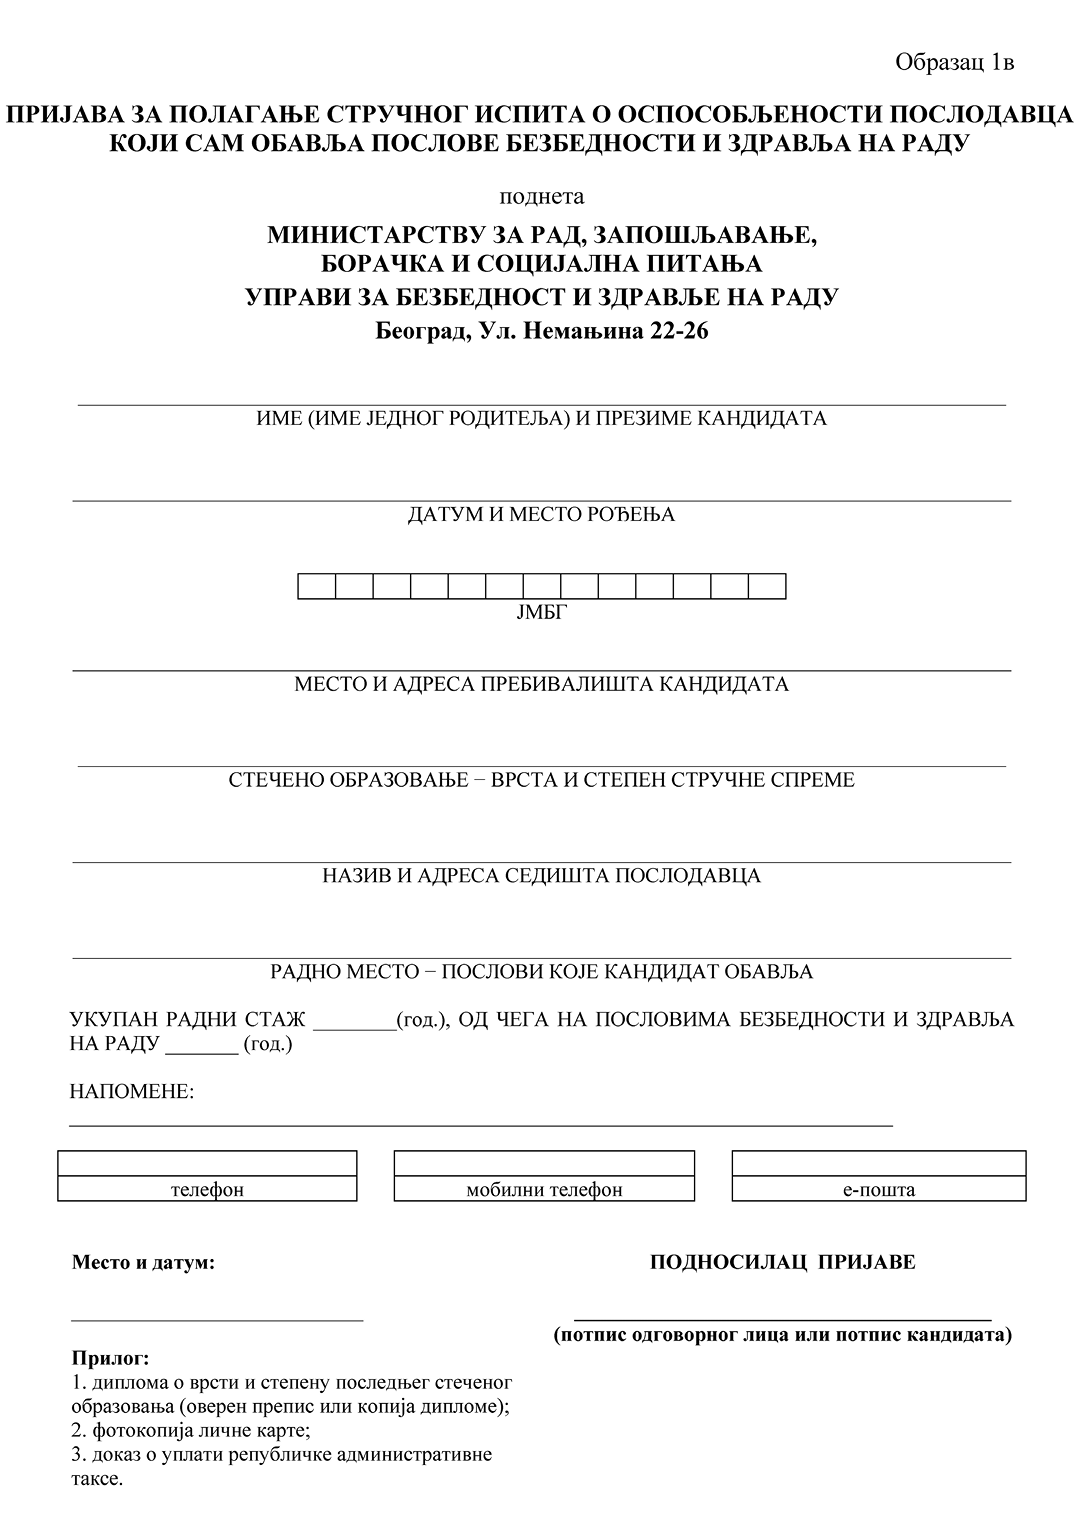 Образац 1в
ПРИЈАВА ЗА ПОЛАГАЊЕ СТРУЧНОГ ИСПИТА О ОСПОСОБЉЕНОСТИ ПОСЛОДАВЦА
КОЈИ САМ ОБАВЉА ПОСЛОВЕ БЕЗБЕДНОСТИ И ЗДРАВЉА НА РАДУ
поднета
МИНИСТАРСТВУ ЗА РАД, ЗАПОШЉАВАЊЕ,
БОРАЧКА И СОЦИЈАЛНА ПИТАЊА
УПРАВИ ЗА БЕЗБЕДНОСТ И ЗДРАВЉЕ НА РАДУ
Београд, Ул. Немањина 22-26
ИМЕ (ИМЕ ЈЕДНОГ РОДИТЕЉА) И ПРЕЗИМЕ КАНДИДАТА
ДАТУМ И МЕСТО РОЂЕЊА
ЈМБГ
МЕСТО И АДРЕСА ПРЕБИВАЛИШТА КАНДИДАТА
СТЕЧЕНО ОБРАЗОВАЊЕ − ВРСТА И СТЕПЕН СТРУЧНЕ СПРЕМЕ
НАЗИВ И АДРЕСА СЕДИШТА ПОСЛОДАВЦА
РАДНО МЕСТО − ПОСЛОВИ КОЈЕ КАНДИДАТ ОБАВЉА
УКУПАН РАДНИ СТАЖ ________(год.), ОД ЧЕГА НА ПОСЛОВИМА БЕЗБЕДНОСТИ И ЗДРАВЉА
НА РАДУ _______ (год.)
НАПОМЕНЕ:
телефон
мобилни телефон
е-пошта
Место и датум:
ПОДНОСИЛАЦ ПРИЈАВЕ
(потпис одговорног лица или потпис кандидата)
Прилог:
1. диплома о врсти и степену последњег стеченог
образовања (оверен препис или копија дипломе);
2. фотокопија личне карте;
3. доказ о уплати републичке административне
таксе.